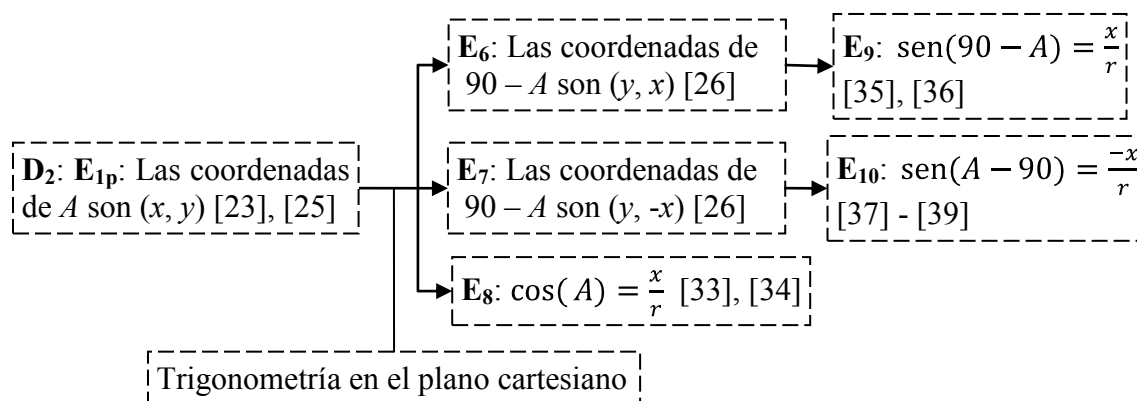 E₆: Las coordenadas de
90 – A son (y, x) [26]
E₉: sen(90 − A) = x/r
[35], [36]
D₂: E₁ₚ: Las coordenadas
de A son (x, y) [23], [25]
E₇: Las coordenadas de
90 – A son (y, -x) [26]
E₁₀: sen(A − 90) = −x/r
[37] - [39]
E₈: cos( A) = x/r [33], [34]
Trigonometría en el plano cartesiano